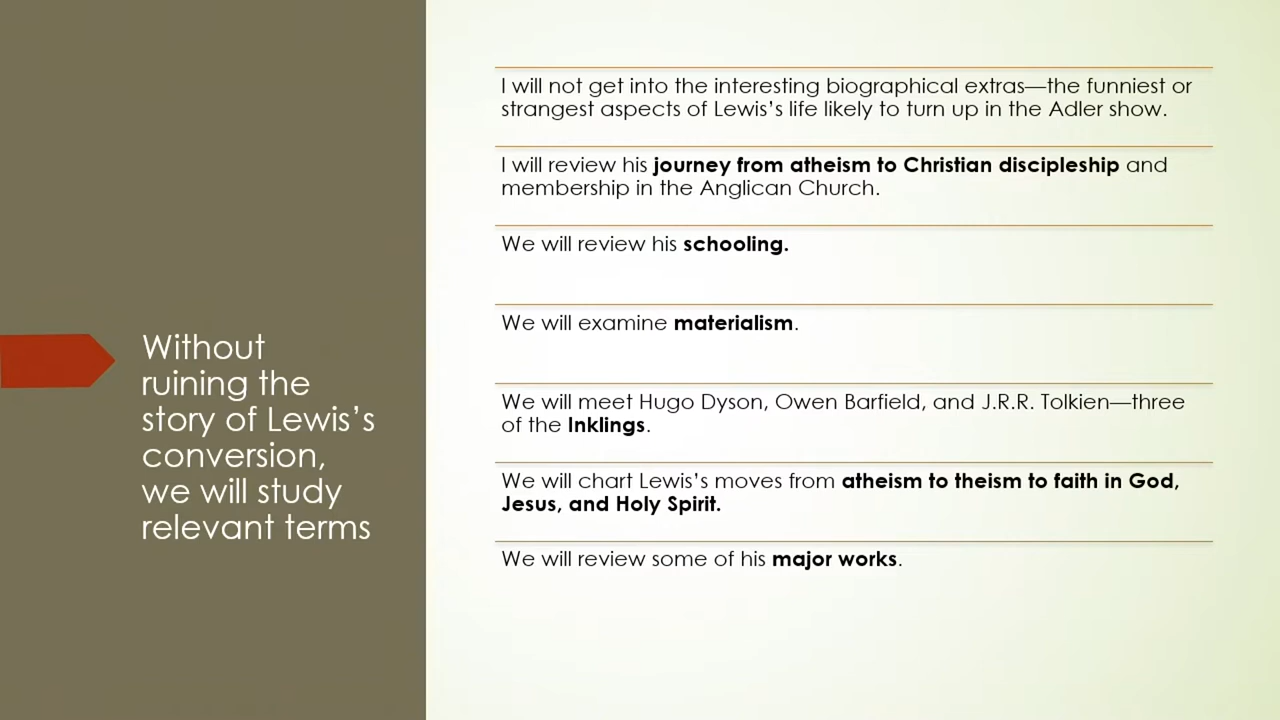 Without
ruining the
story of Lewis’s
conversion,
we will study
relevant terms
I will not get into the interesting biographical extras—the funniest or
strangest aspects of Lewis’s life likely to turn up in the Adler show.
I will review his journey from atheism to Christian discipleship and
membership in the Anglican Church.
We will review his schooling.
We will examine materialism.
We will meet Hugo Dyson, Owen Barfield, and J.R.R. Tolkien—three
of the Inklings.
We will chart Lewis’s moves from atheism to theism to faith in God,
Jesus, and Holy Spirit.
We will review some of his major works.